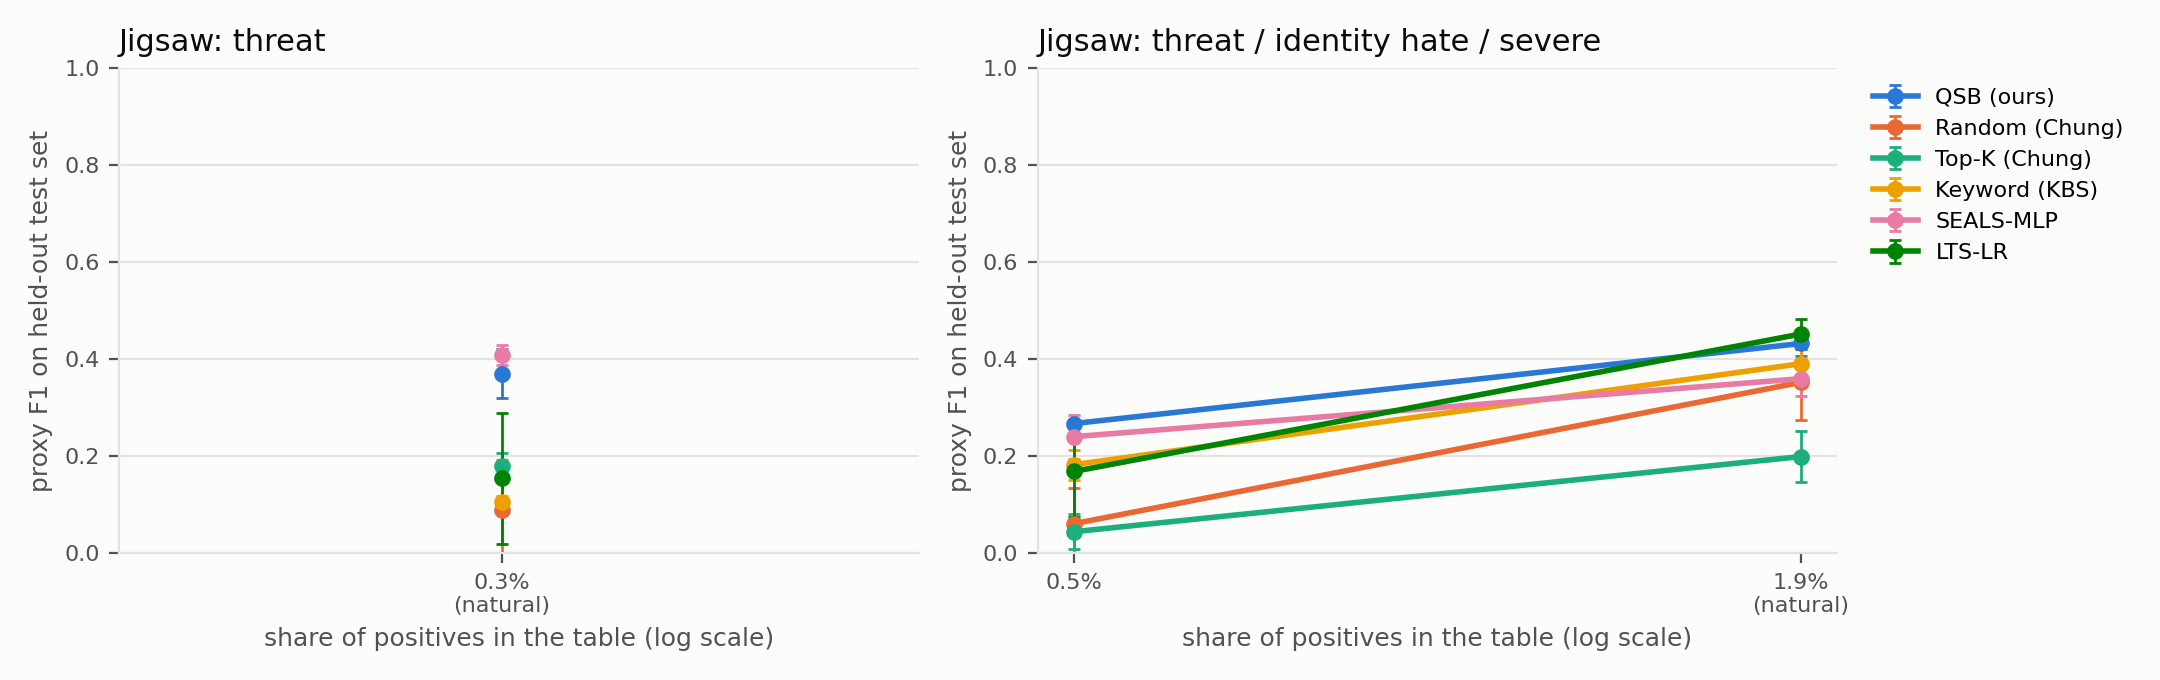 Jigsaw: threat
proxy F1 on held-out test set
1.0
0.8
0.6
0.4
0.2
0.0
0.3%
(natural)
share of positives in the table (log scale)
Jigsaw: threat / identity hate / severe
proxy F1 on held-out test set
1.0
0.8
0.6
0.4
0.2
0.0
0.5%
1.9%
(natural)
share of positives in the table (log scale)
QSB (ours)
Random (Chung)
Top-K (Chung)
Keyword (KBS)
SEALS-MLP
LTS-LR